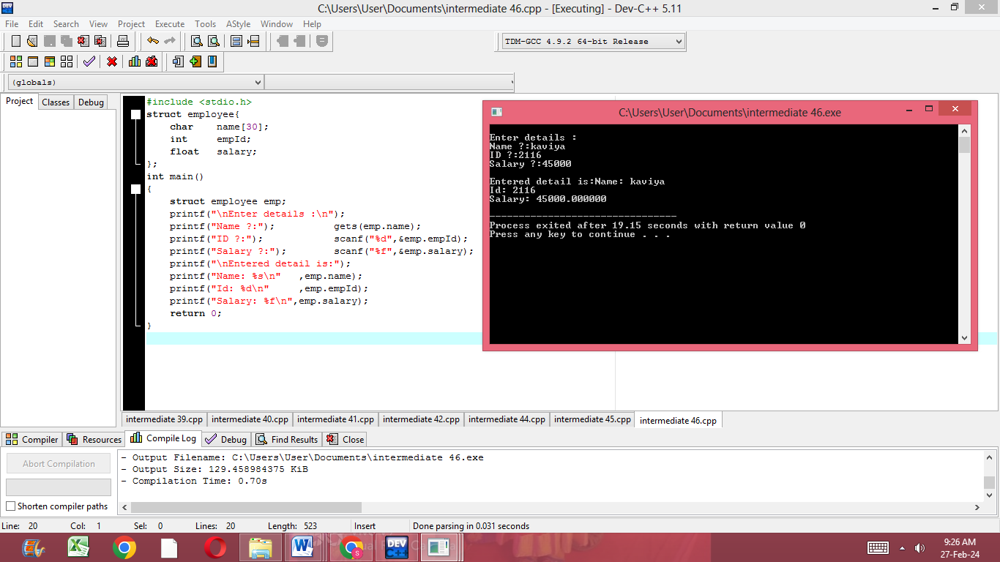 C:\Users\User\Documents\intermediate 46.cpp - [Executing] - Dev-C++ 5.11
File Edit Search View Project Execute Tools AStyle Window Help
TDM-GCC 4.9.2 64-bit Release
(globals)
Project Classes Debug
#include <stdio.h>
struct employee{
    char    name[30];
    int     empId;
    float   salary;
};
int main()
{
    struct employee emp;
    printf("\nEnter details :\n");
    printf("Name ?:");          gets(emp.name);
    printf("ID ?:");            scanf("%d",&emp.empId);
    printf("Salary ?:");        scanf("%f",&emp.salary);
    printf("\nEntered detail is:");
    printf("Name: %s\n"   ,emp.name);
    printf("Id: %d\n"     ,emp.empId);
    printf("Salary: %f\n",emp.salary);
    return 0;
}
C:\Users\User\Documents\intermediate 46.exe
Enter details :
Name ?:kaviya
ID ?:2116
Salary ?:45000
Entered detail is:Name: kaviya
Id: 2116
Salary: 45000.000000
--------------------------------
Process exited after 19.15 seconds with return value 0
Press any key to continue . . .
intermediate 39.cpp intermediate 40.cpp intermediate 41.cpp intermediate 42.cpp intermediate 44.cpp intermediate 45.cpp intermediate 46.cpp
Compiler Resources Compile Log Debug Find Results Close
Abort Compilation
Shorten compiler paths
- Output Filename: C:\Users\User\Documents\intermediate 46.exe
- Output Size: 129.458984375 KiB
- Compilation Time: 0.70s
Line: 20 Col: 1 Sel: 0 Lines: 20 Length: 523 Insert Done parsing in 0.031 seconds
DEV C++
9:26 AM
27-Feb-24